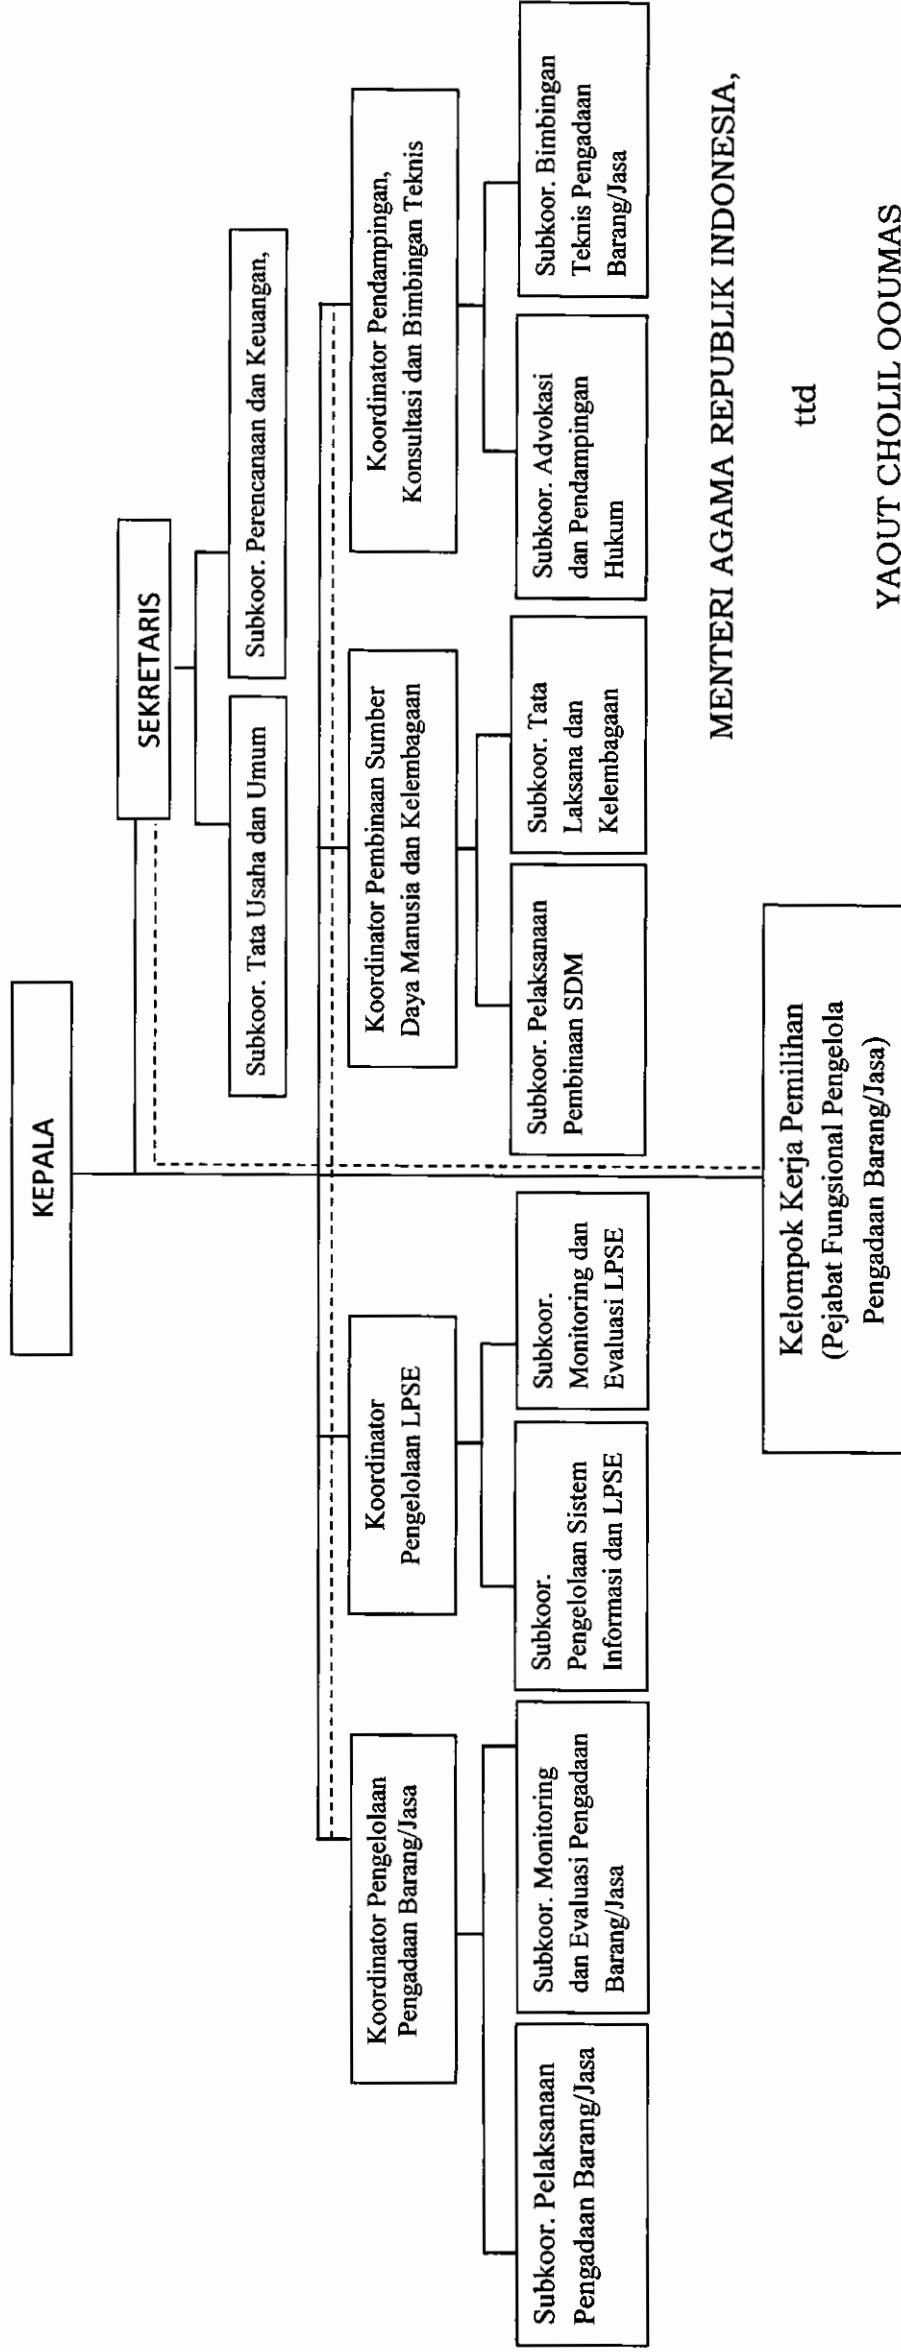 KEPALA
SEKRETARIS
Subkoor. Tata Usaha dan Umum
Subkoor. Perencanaan dan Keuangan,
Koordinator Pengelolaan
Pengadaan Barang/Jasa
Koordinator
Pengelolaan LPSE
Koordinator Pembinaan Sumber
Daya Manusia dan Kelembagaan
Koordinator Pendampingan,
Konsultasi dan Bimbingan Teknis
Subkoor. Pelaksanaan
Pengadaan Barang/Jasa
Subkoor. Monitoring
dan Evaluasi Pengadaan
Barang/Jasa
Subkoor.
Pengelolaan Sistem
Informasi dan LPSE
Subkoor.
Monitoring dan
Evaluasi LPSE
Subkoor. Pelaksanaan
Pembinaan SDM
Subkoor. Tata
Laksana dan
Kelembagaan
Subkoor. Advokasi
dan Pendampingan
Hukum
Subkoor. Bimbingan
Teknis Pengadaan
Barang/Jasa
Kelompok Kerja Pemilihan
(Pejabat Fungsional Pengelola
Pengadaan Barang/Jasa)
MENTERI AGAMA REPUBLIK INDONESIA,
ttd
YAQUT CHOLIL QOUMAS